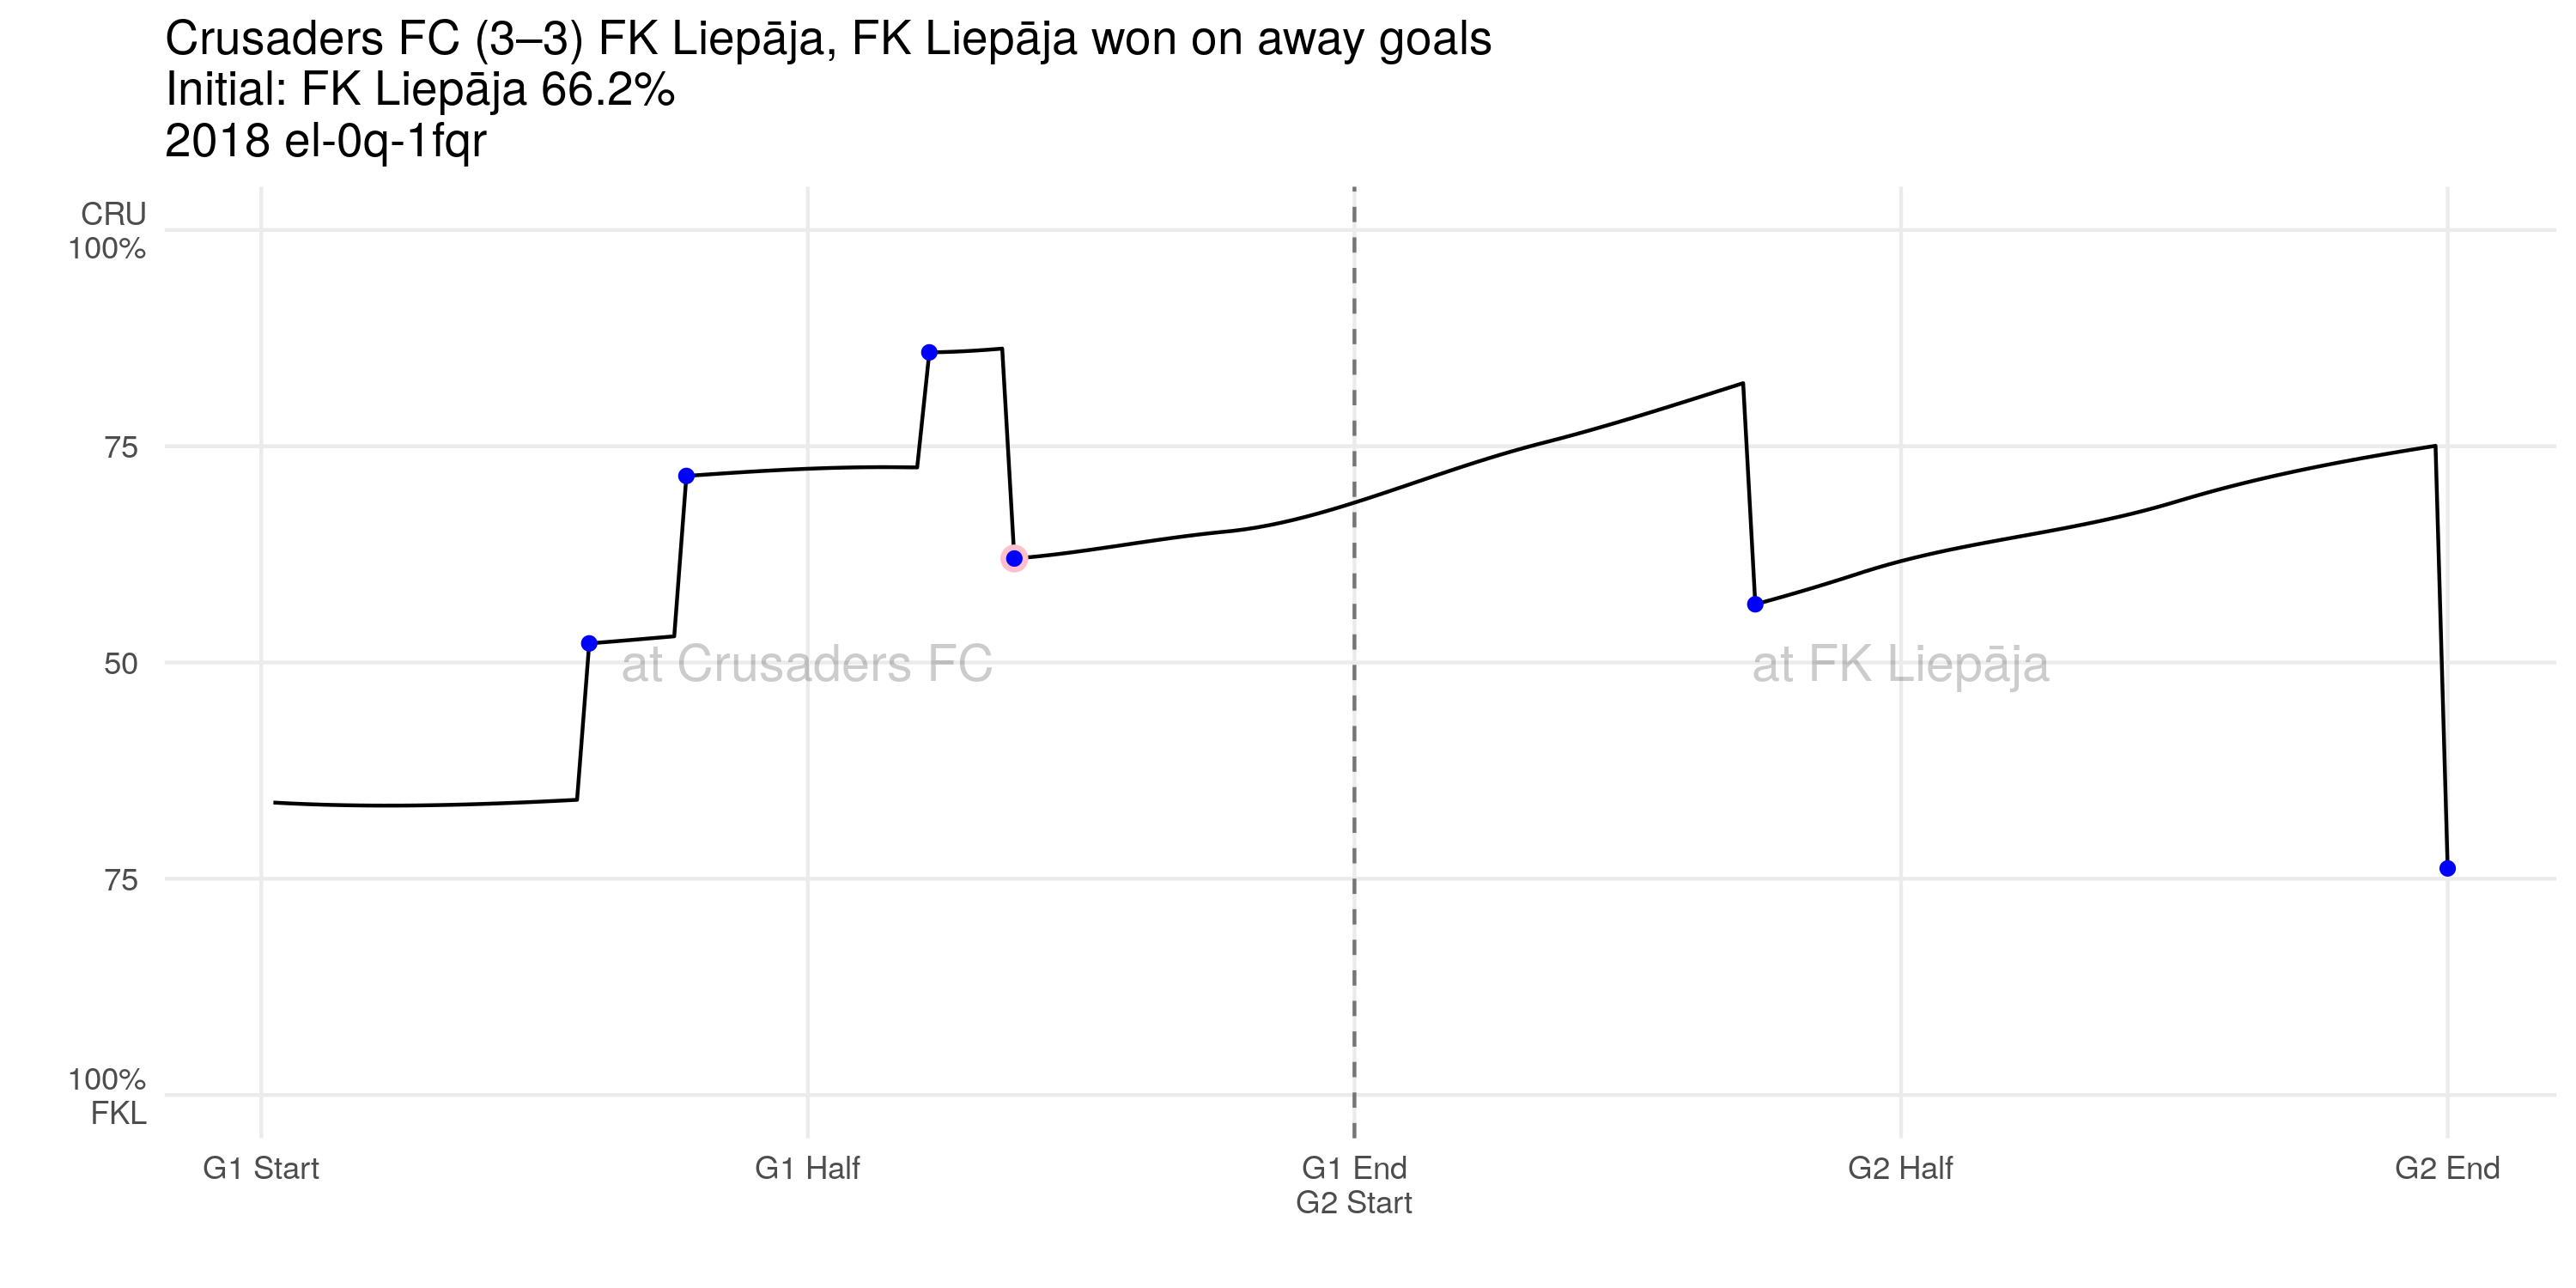 Crusaders FC (3–3) FK Liepāja, FK Liepāja won on away goals
Initial: FK Liepāja 66.2%
2018 el-0q-1fqr
CRU
100%
75
50
75
100%
FKL
at Crusaders FC
at FK Liepāja
G1 Start
G1 Half
G1 End
G2 Start
G2 Half
G2 End